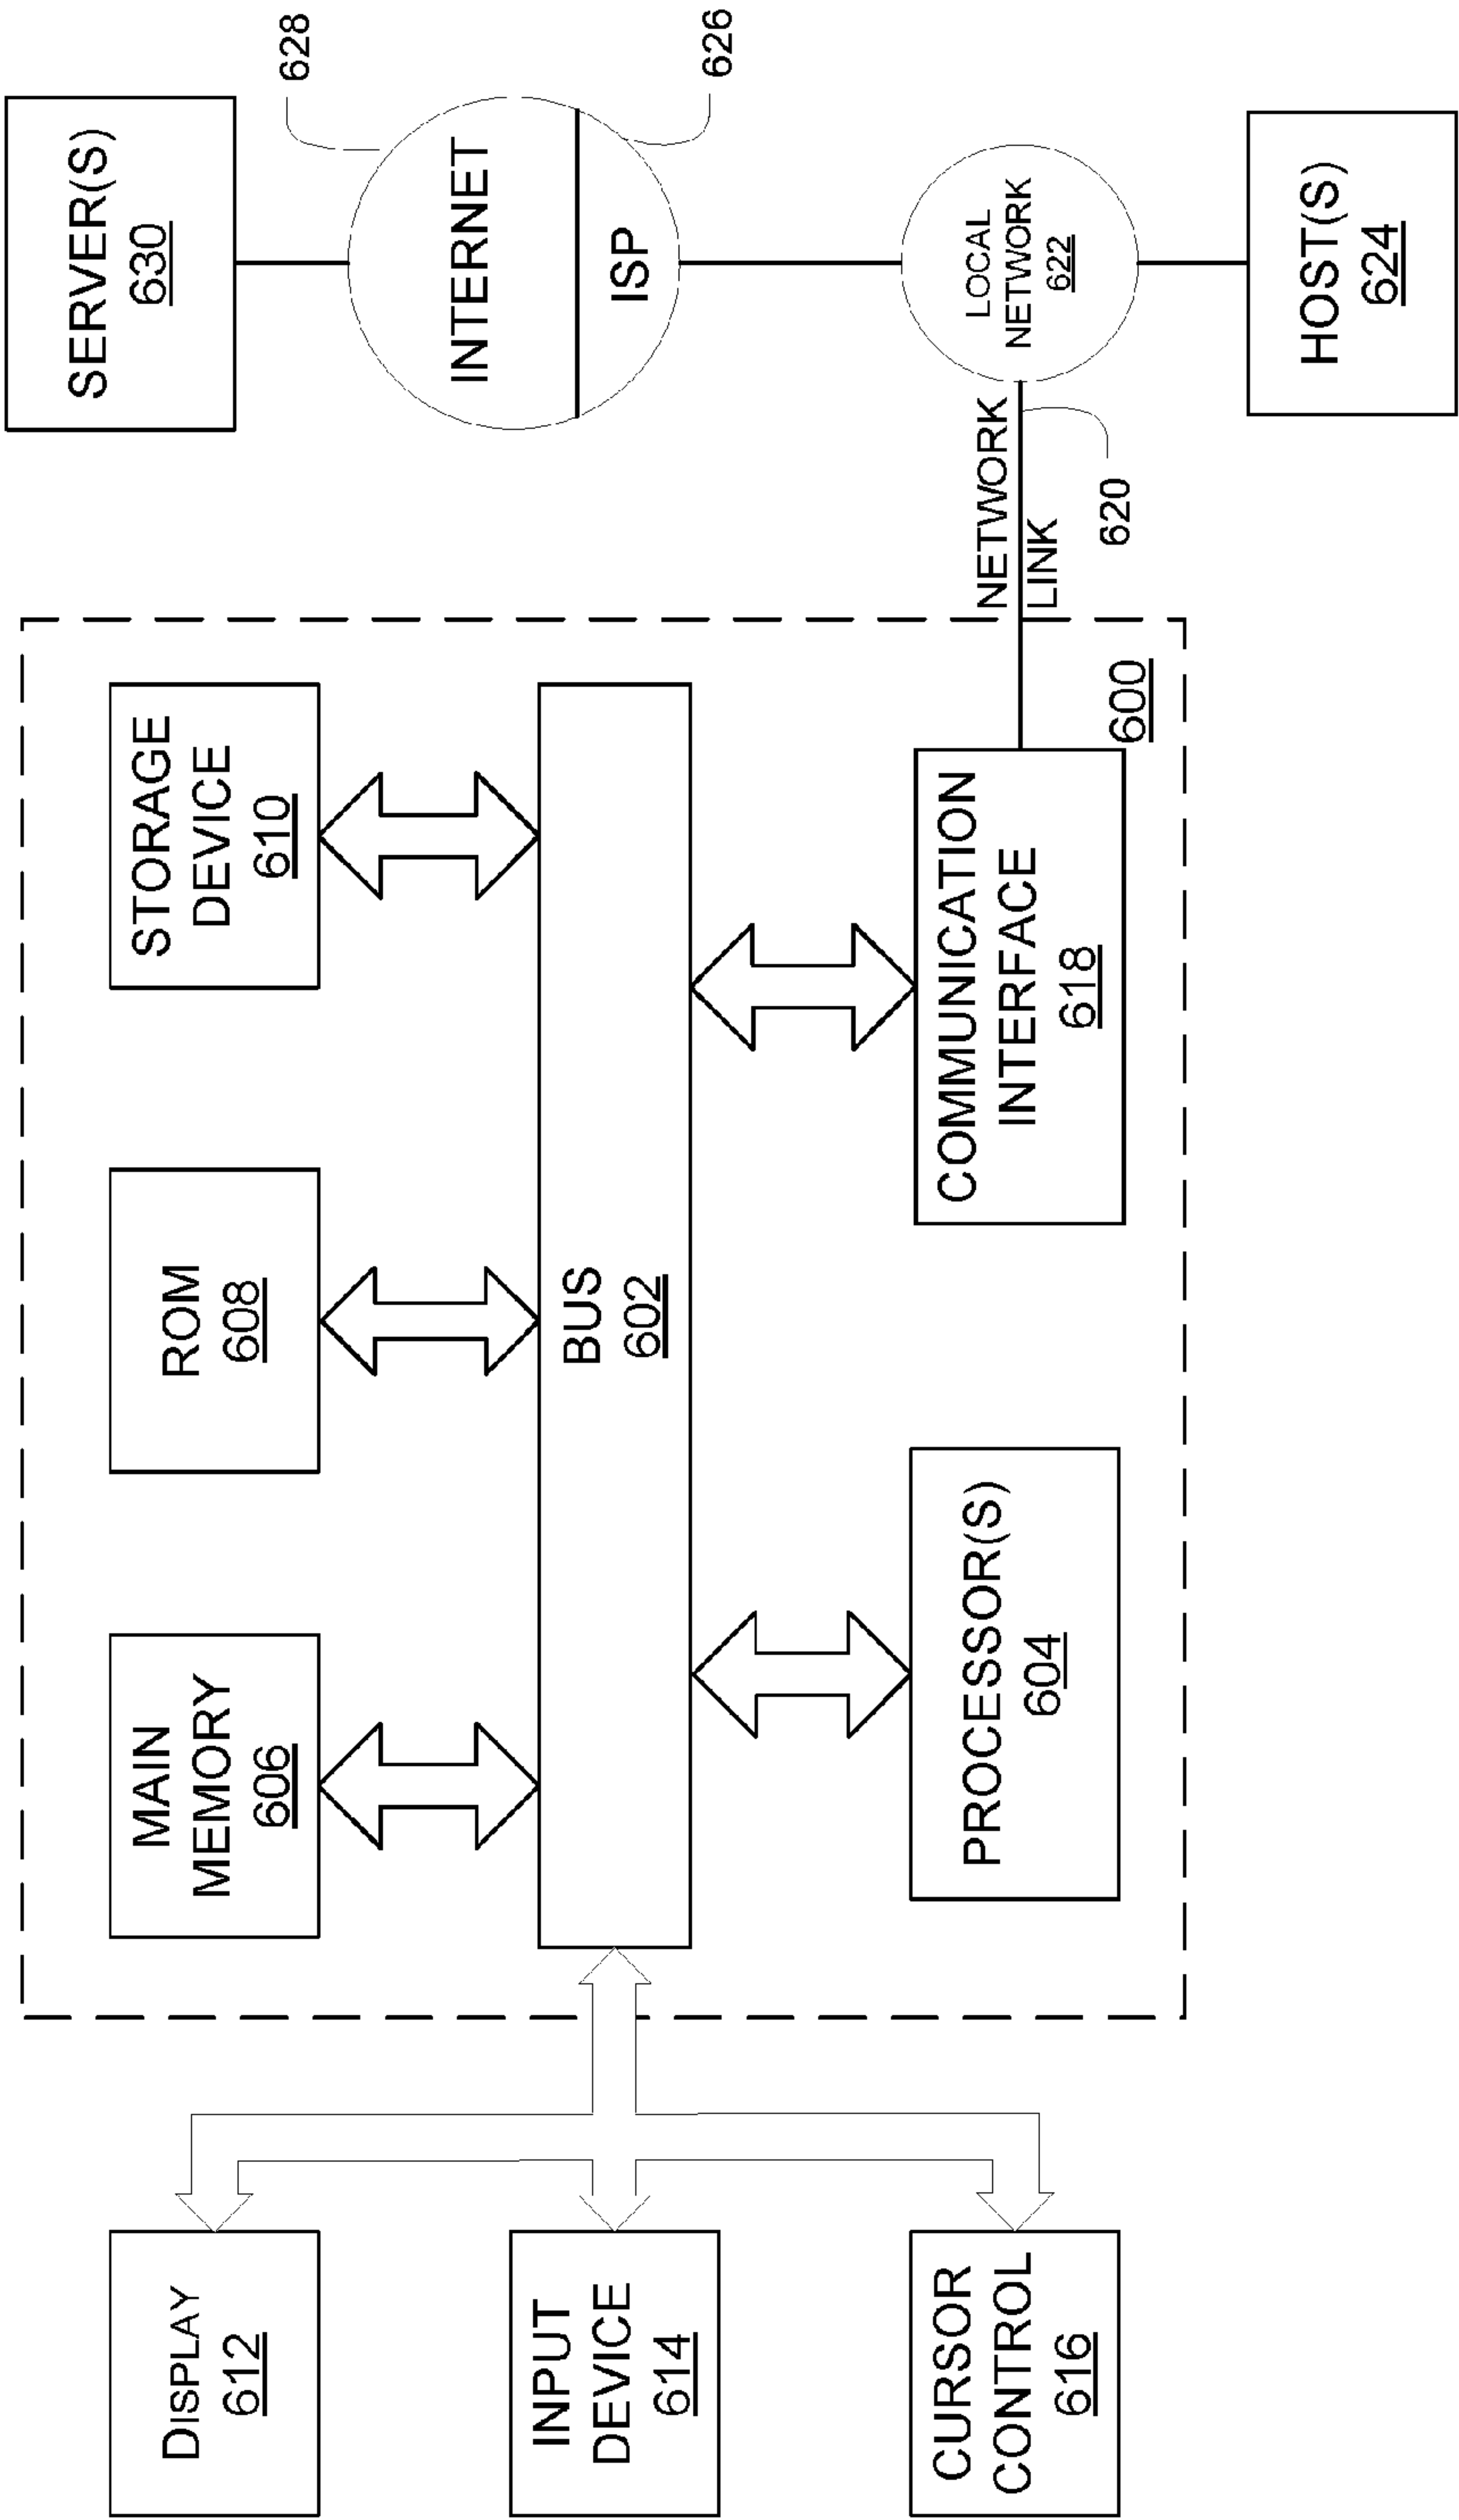 DISPLAY
612
INPUT
DEVICE
614
CURSOR
CONTROL
616
MAIN
MEMORY
606
ROM
608
STORAGE
DEVICE
610
BUS
602
PROCESSOR(S)
604
COMMUNICATION
INTERFACE
618
600
NETWORK
LINK
620
SERVER(S)
630
628
INTERNET
ISP
626
LOCAL
NETWORK
622
HOST(S)
624